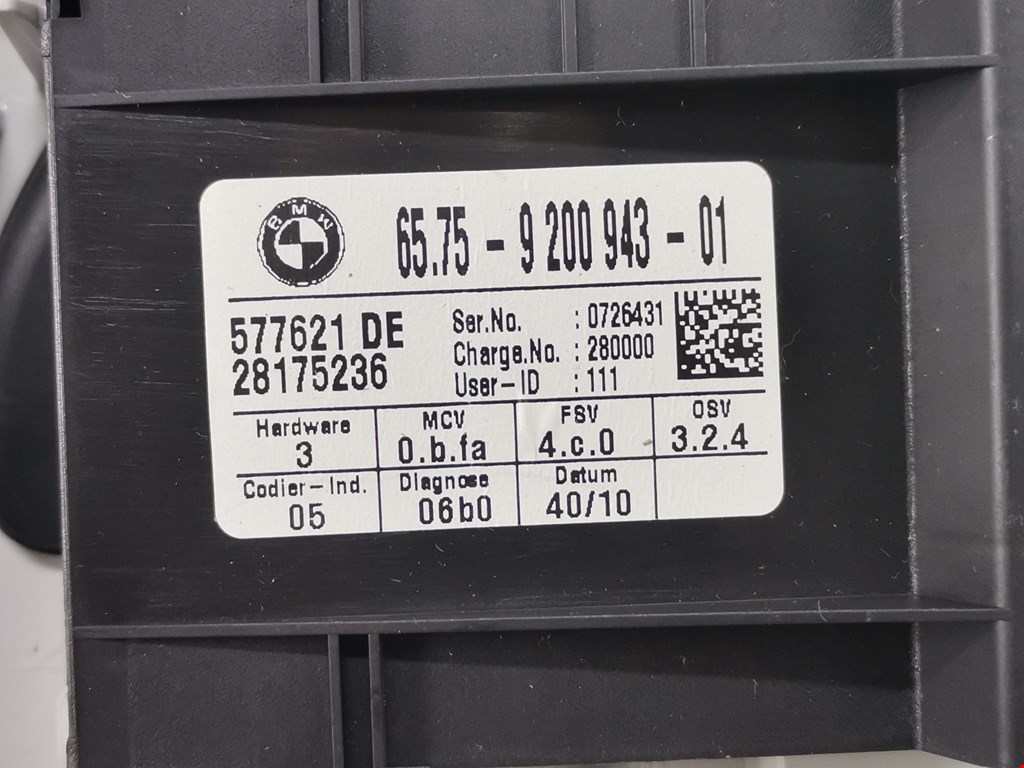 BMW 65.75 - 9 200 943 - 01
577621 DE
28175236
Ser.No. : 0726431
Charge.No. : 280000
User-ID : 111
Hardware MCV FSV OSV
3 0.b.fa 4.c.0 3.2.4
Codier-Ind. Diagnose Datum
05 06b0 40/10